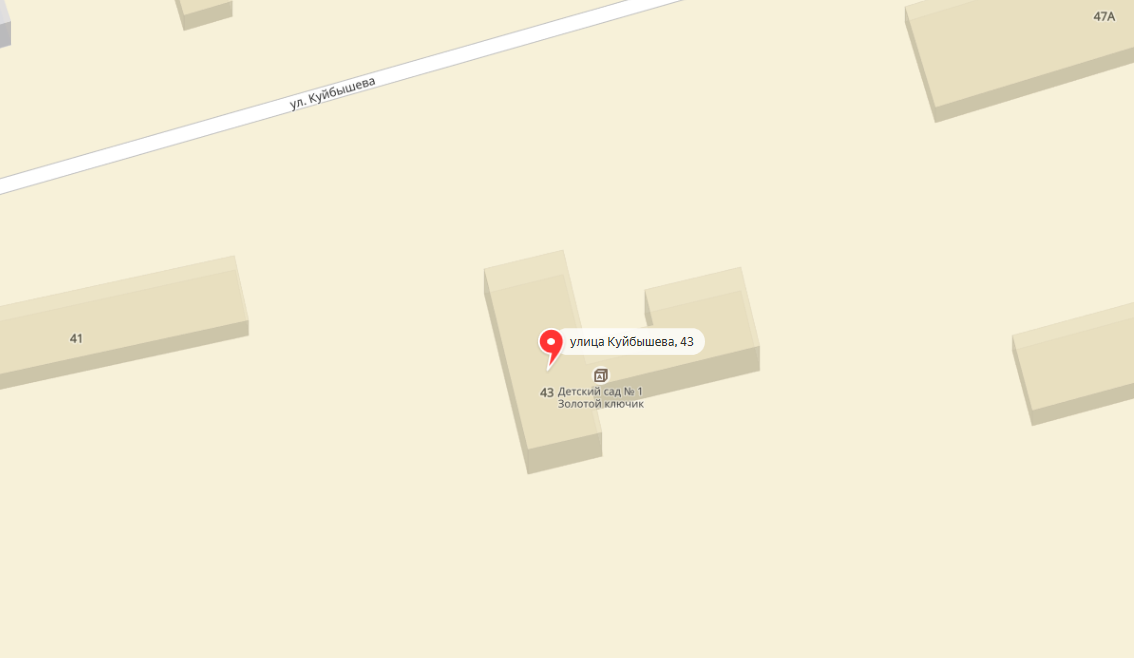 47А
ул. Куйбышева
41
улица Куйбышева, 43
43
Детский сад № 1
Золотой ключик